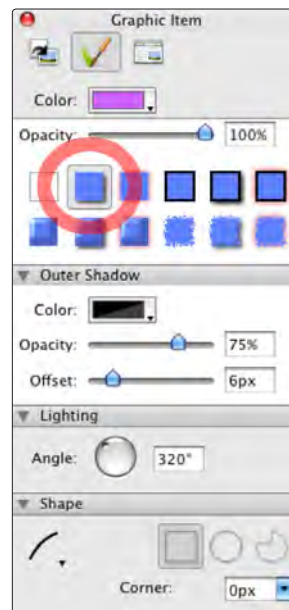 Graphic Item
Color:
Opacity: 100%
Outer Shadow
Color:
Opacity: 75%
Offset: 6px
Lighting
Angle: 320°
Shape
Corner: 0px